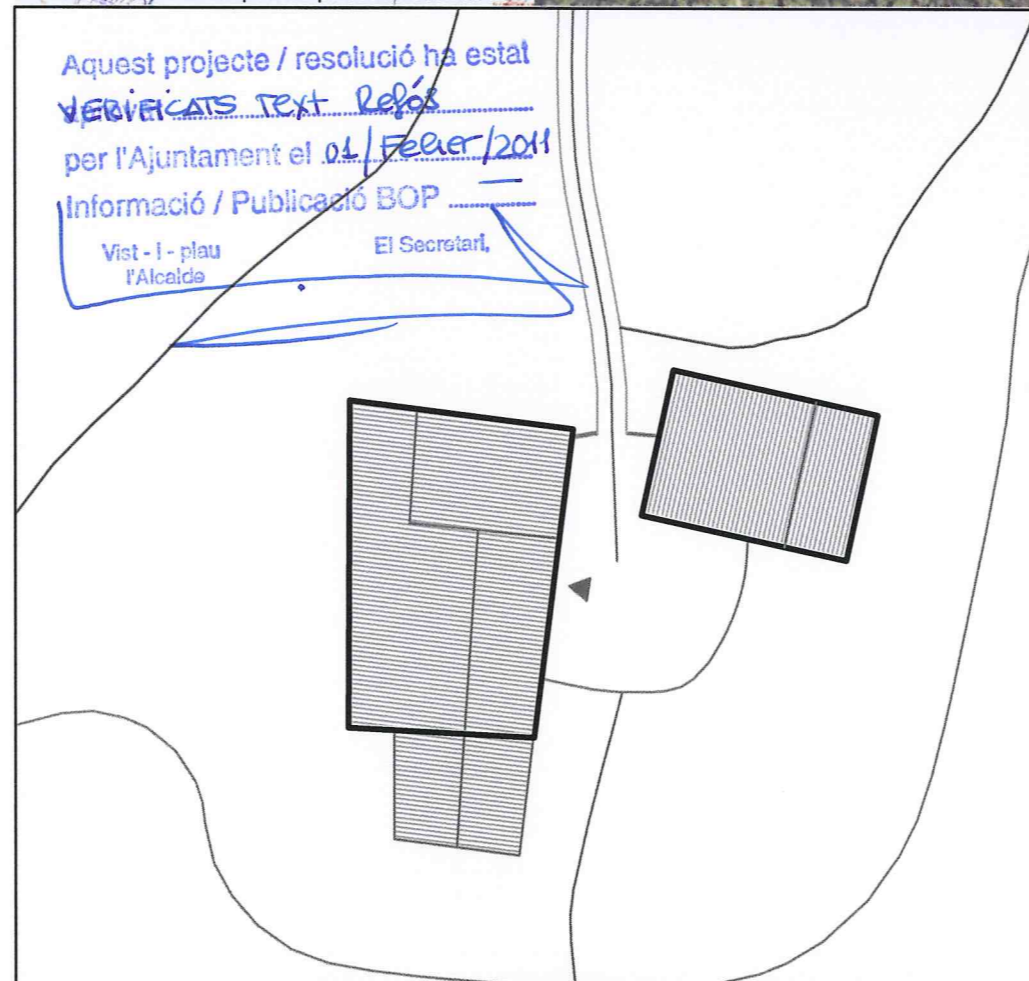 Aquest projecte / resolució ha estat
VERIFICATS Text Refós
per l'Ajuntament el 01/Febrer/2011
Informació / Publicació BOP
Vist - i - plau El Secretari,
l'Alcalde